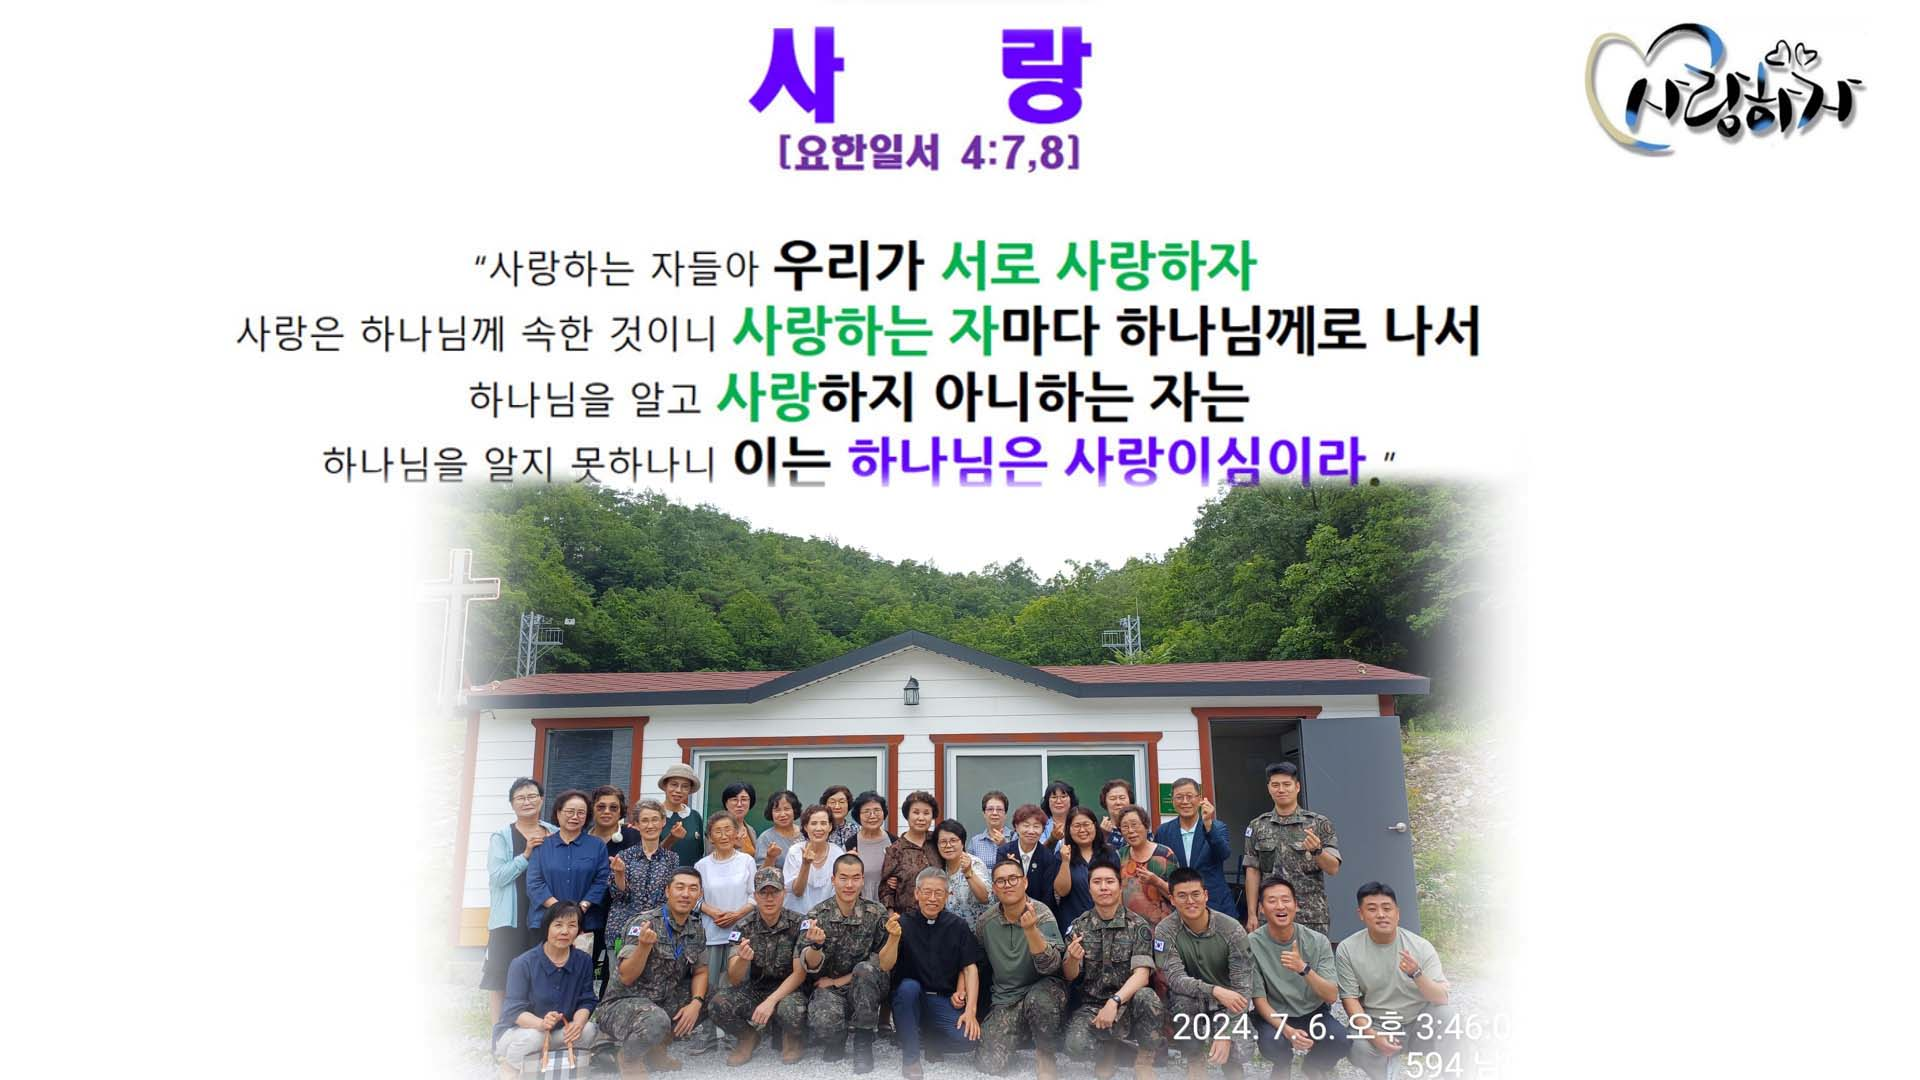 사 랑
[요한일서 4:7,8]
사랑하자
“사랑하는 자들아 우리가 서로 사랑하자
사랑은 하나님께 속한 것이니 사랑하는 자마다 하나님께로 나서
하나님을 알고 사랑하지 아니하는 자는
하나님을 알지 못하나니 이는 하나님은 사랑이심이라.”
2024. 7. 6. 오후 3:46:0
594 남